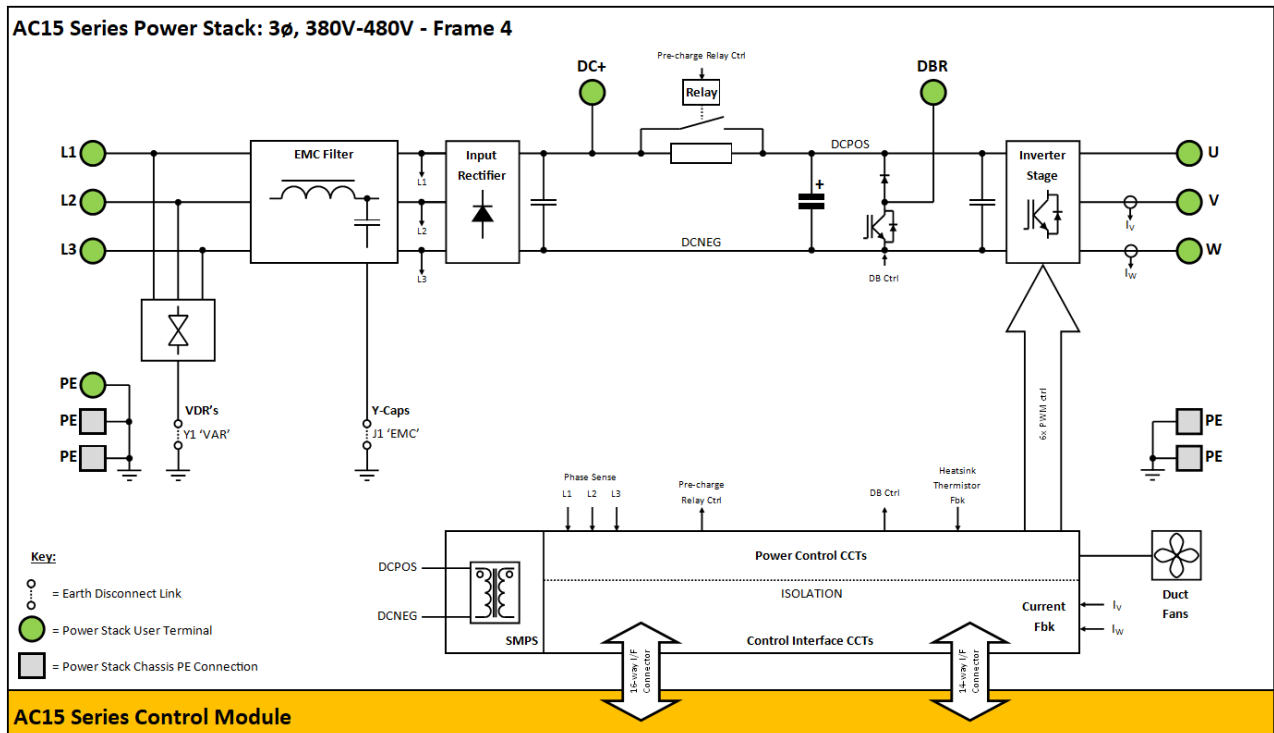 AC15 Series Power Stack: 3ø, 380V-480V - Frame 4
Pre-charge Relay Ctrl
DC+
DBR
Relay
L1
EMC Filter
Input
Rectifier
DCPOS
Inverter
Stage
U
L1
L2
+
V
L2
IV
L3
DCNEG
W
L3
DB Ctrl
IW
PE
VDR's
Y-Caps
PE
Y1 'VAR'
J1 'EMC'
6x PWM ctrl
PE
PE
PE
Phase Sense
L1 L2 L3
Pre-charge
Relay Ctrl
DB Ctrl
Heatsink
Thermistor
Fbk
Key:
= Earth Disconnect Link
= Power Stack User Terminal
= Power Stack Chassis PE Connection
DCPOS
DCNEG
SMPS
Power Control CCTs
ISOLATION
Control Interface CCTs
Current
Fbk
IV
IW
Duct
Fans
16-way I/F
Connector
14-way I/F
Connector
AC15 Series Control Module